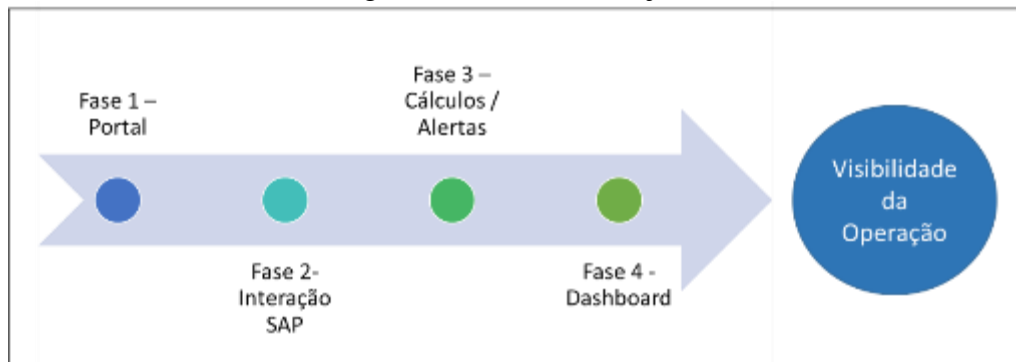 Fase 1 –
Portal
Fase 2-
Interação
SAP
Fase 3 –
Cálculos /
Alertas
Fase 4 -
Dashboard
Visibilidade
da
Operação